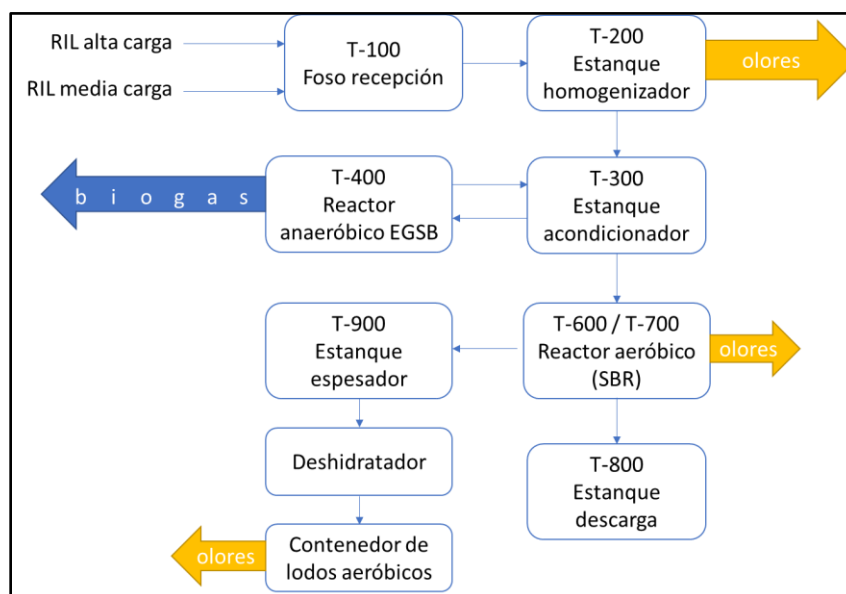 RIL alta carga
RIL media carga
T-100
Foso recepción
T-200
Estanque
homogenizador
olores
biogas
T-400
Reactor
anaeróbico EGSB
T-300
Estanque
acondicionador
T-900
Estanque
espesador
T-600 / T-700
Reactor aeróbico
(SBR)
olores
Deshidratador
T-800
Estanque
descarga
olores
Contenedor de
lodos aeróbicos